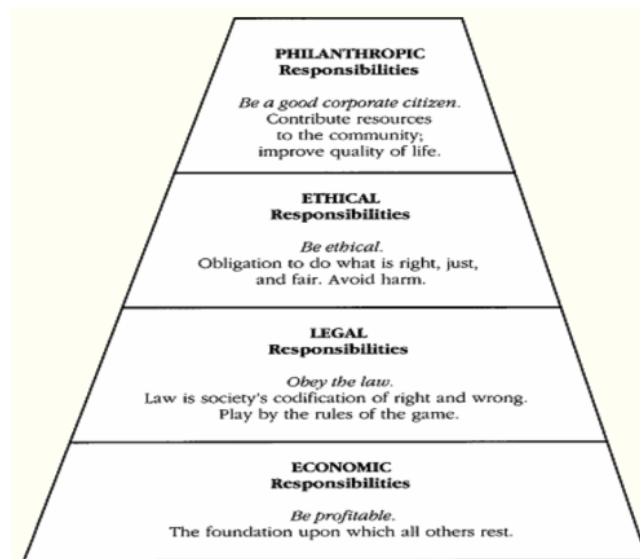 PHILANTHROPIC
Responsibilities
Be a good corporate citizen.
Contribute resources
to the community;
improve quality of life.
ETHICAL
Responsibilities
Be ethical.
Obligation to do what is right, just,
and fair. Avoid harm.
LEGAL
Responsibilities
Obey the law.
Law is society's codification of right and wrong.
Play by the rules of the game.
ECONOMIC
Responsibilities
Be profitable.
The foundation upon which all others rest.